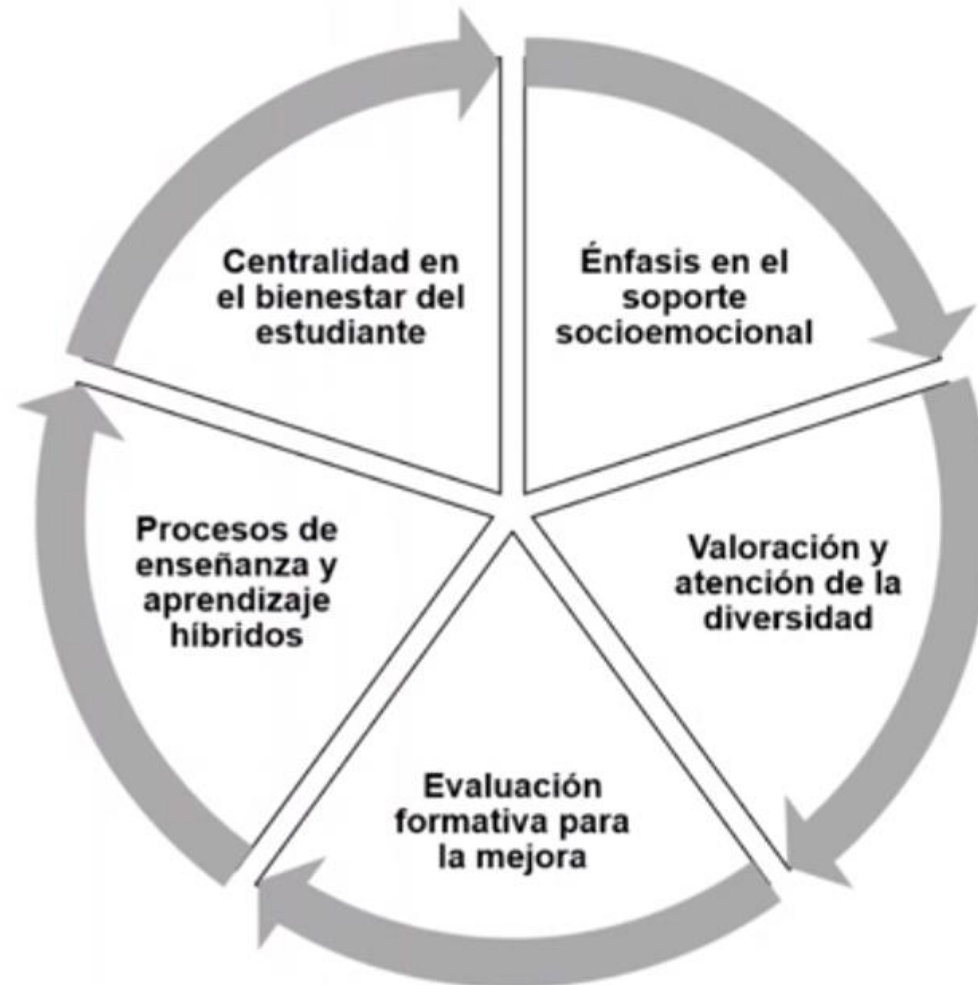 Centralidad en
el bienestar del
estudiante
Énfasis en el
soporte
socioemocional
Valoración y
atención de la
diversidad
Evaluación
formativa para
la mejora
Procesos de
enseñanza y
aprendizaje
híbridos